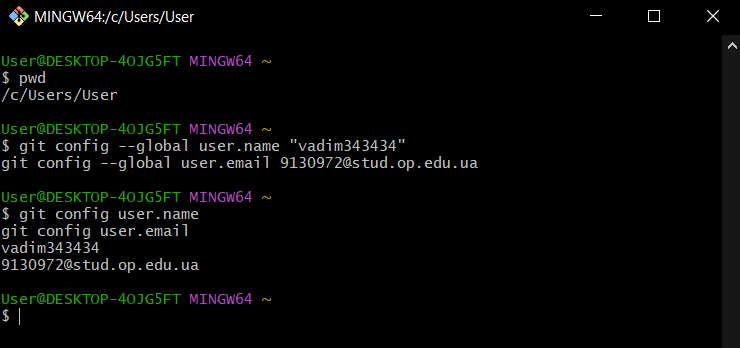 MINGW64:/c/Users/User
User@DESKTOP-4OJG5FT MINGW64 ~
$ pwd
/c/Users/User
User@DESKTOP-4OJG5FT MINGW64 ~
$ git config --global user.name "vadim343434"
git config --global user.email 9130972@stud.op.edu.ua
User@DESKTOP-4OJG5FT MINGW64 ~
$ git config user.name
git config user.email
vadim343434
9130972@stud.op.edu.ua
User@DESKTOP-4OJG5FT MINGW64 ~
$